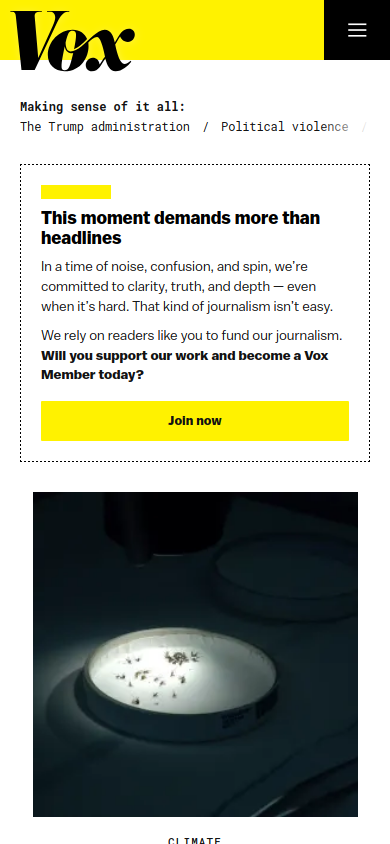 Vox
Making sense of it all:
The Trump administration / Political violence /
This moment demands more than
headlines
In a time of noise, confusion, and spin, we're
committed to clarity, truth, and depth — even
when it's hard. That kind of journalism isn't easy.
We rely on readers like you to fund our journalism.
Will you support our work and become a Vox
Member today?
Join now
CLIMATE